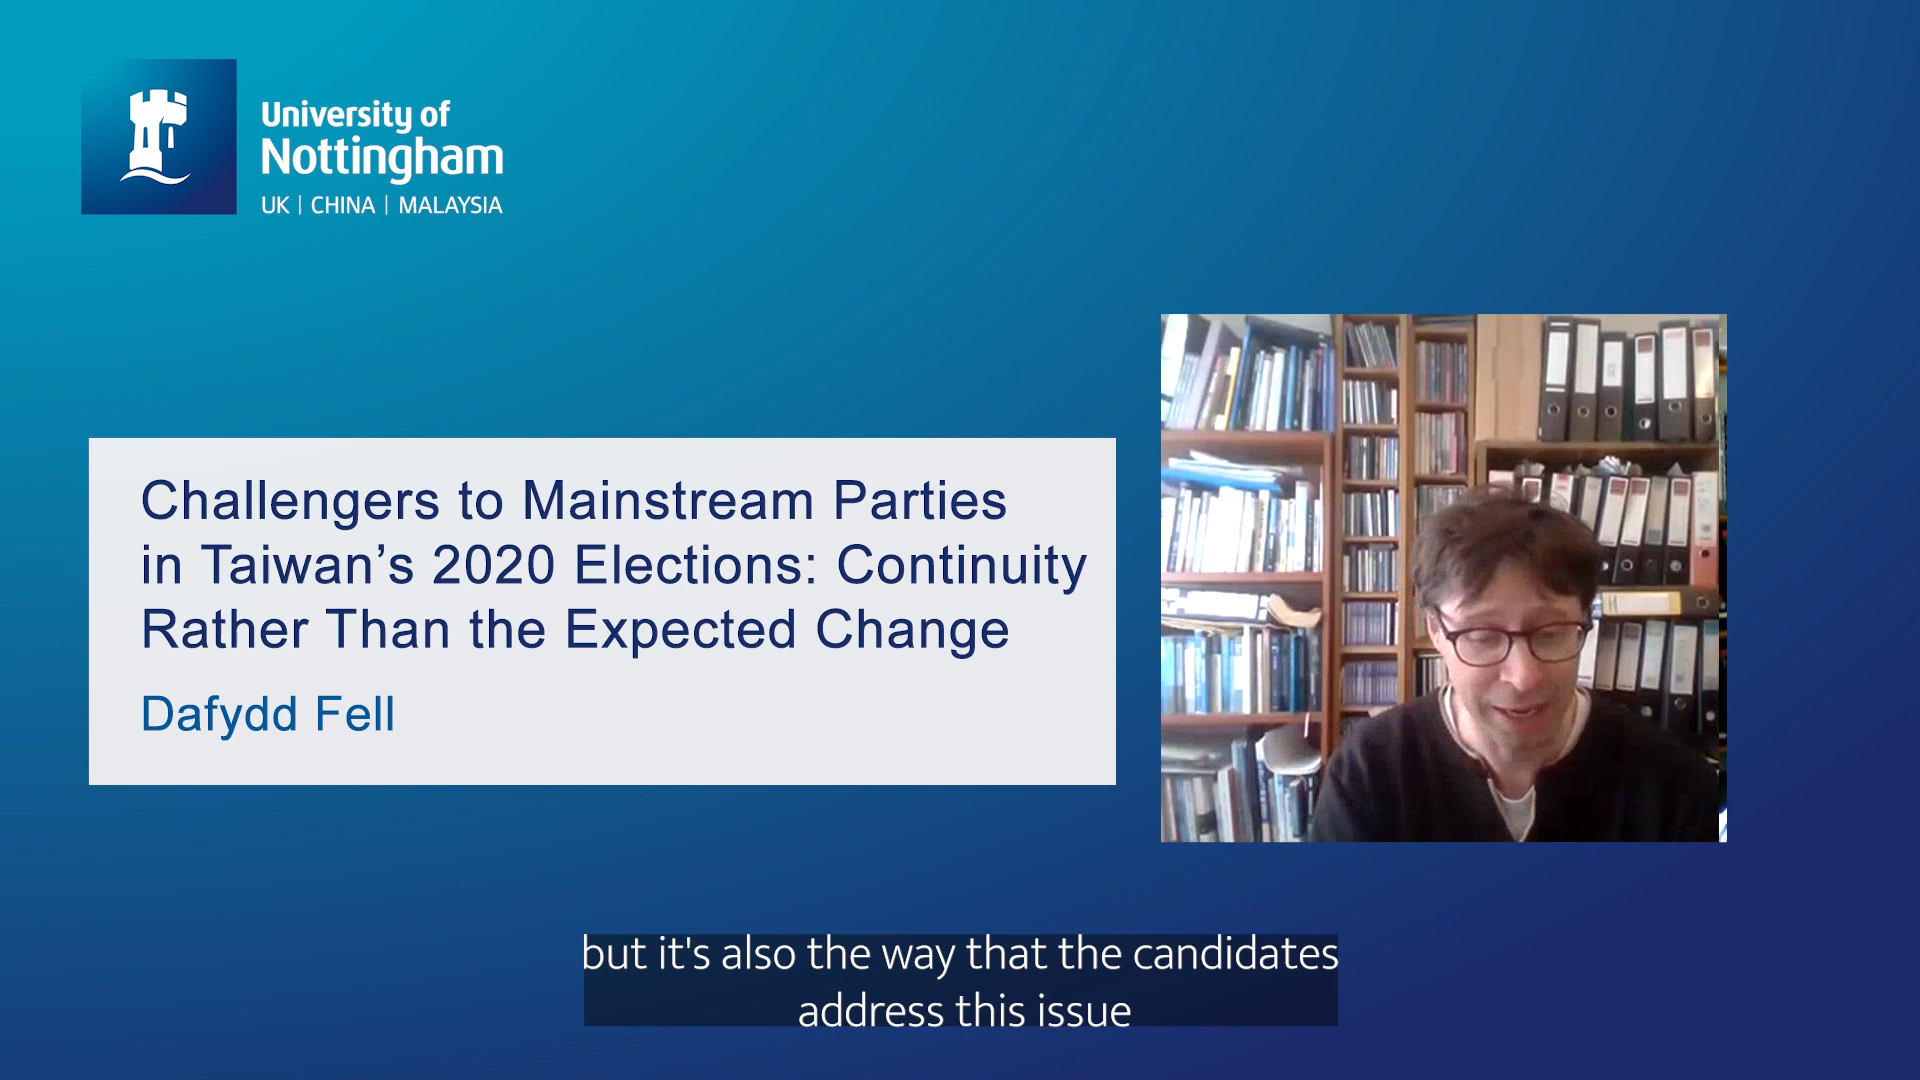 University of
Nottingham
UK | CHINA | MALAYSIA
Challengers to Mainstream Parties
in Taiwan’s 2020 Elections: Continuity
Rather Than the Expected Change
Dafydd Fell
but it's also the way that the candidates
address this issue